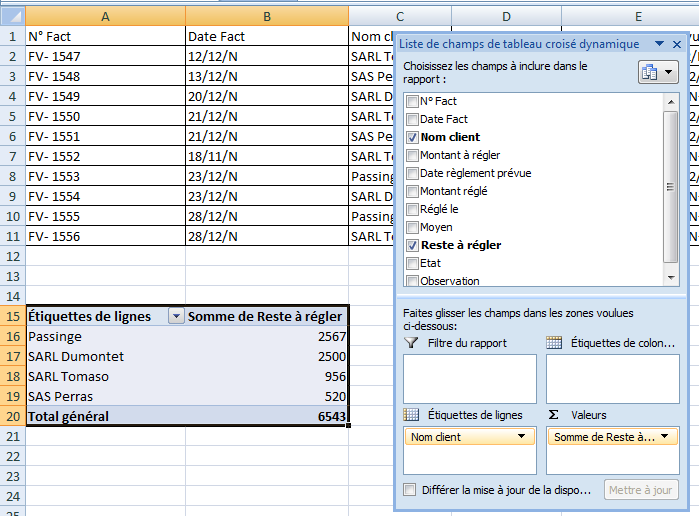 A B C D E
1 N° Fact Date Fact Nom cl
2 FV- 1547 12/12/N SARL To
3 FV- 1548 13/12/N SAS Pe
4 FV- 1549 20/12/N SARL D
5 FV- 1550 21/12/N SARL To
6 FV- 1551 21/12/N SAS Pe
7 FV- 1552 18/11/N SARL To
8 FV- 1553 23/12/N Passing
9 FV- 1554 23/12/N SARL D
10 FV- 1555 28/12/N Passing
11 FV- 1556 28/12/N SARL To
12
13
14
15 Étiquettes de lignes Somme de Reste à régler
16 Passinge 2567
17 SARL Dumontet 2500
18 SARL Tomaso 956
19 SAS Perras 520
20 Total général 6543
21
22
23
24
25
Liste de champs de tableau croisé dynamique
Choisissez les champs à inclure dans le
rapport :
N° Fact
Date Fact
Nom client
Montant à régler
Date règlement prévue
Montant réglé
Réglé le
Moyen
Reste à régler
Etat
Observation
Faites glisser les champs dans les zones voulues
ci-dessous:
Filtre du rapport Étiquettes de colon...
Étiquettes de lignes Σ Valeurs
Nom client Somme de Reste à...
Différer la mise à jour de la dispo... Mettre à jour